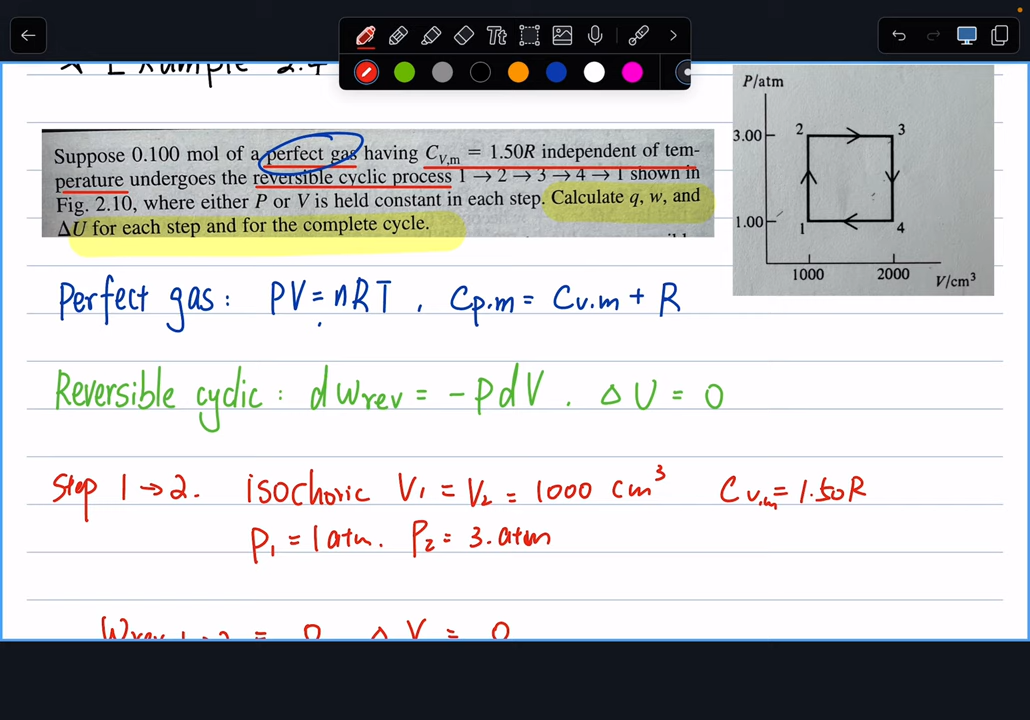 Tt
Example 2.4
Suppose 0.100 mol of a perfect gas having C_V,m = 1.50R independent of tem-
perature undergoes the reversible cyclic process 1 → 2 → 3 → 4 → 1 shown in
Fig. 2.10, where either P or V is held constant in each step. Calculate q, w, and
ΔU for each step and for the complete cycle.
P/atm
3.00
2
3
1.00
1
4
1000
2000
V/cm³
Perfect gas : PV = nRT , Cp.m = Cv.m + R
Reversible cyclic : dWrev = -PdV . ΔU = 0
Step 1→2. isochoric V₁ = V₂ = 1000 cm³ Cv.m = 1.50R
P₁ = 1 atm. P₂ = 3. atm
Wrev 1→2 = 0 ΔV = 0